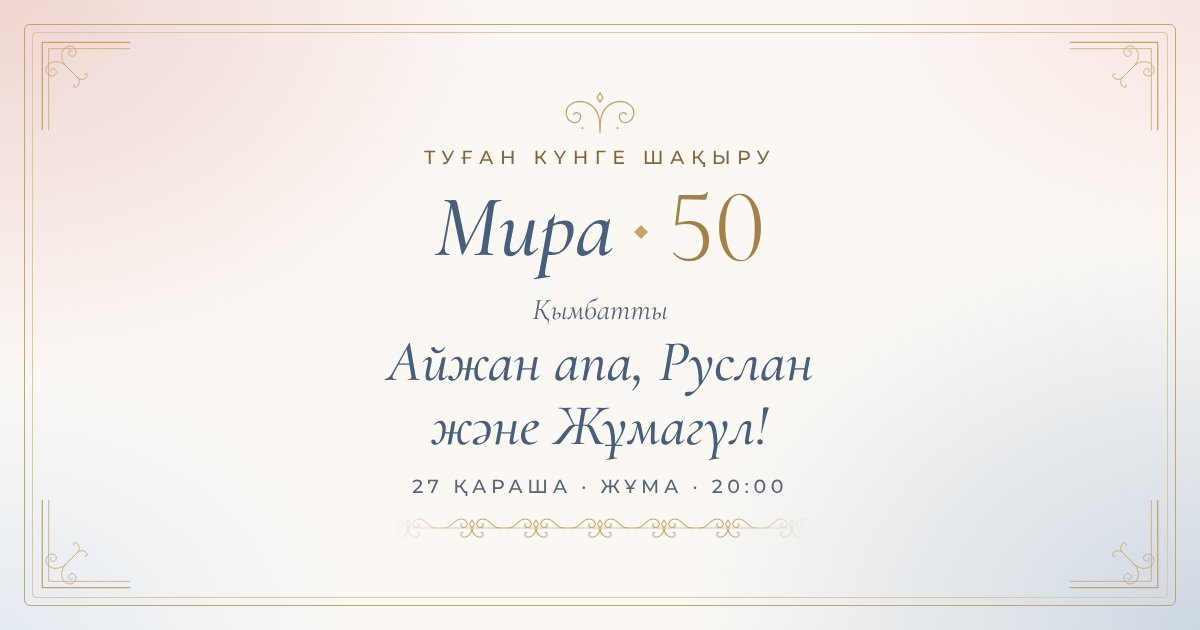 ТУҒАН КҮНГЕ ШАҚЫРУ
Мира · 50
Қымбатты
Айжан апа, Руслан
және Жұмагүл!
27 ҚАРАША · ЖҰМА · 20:00